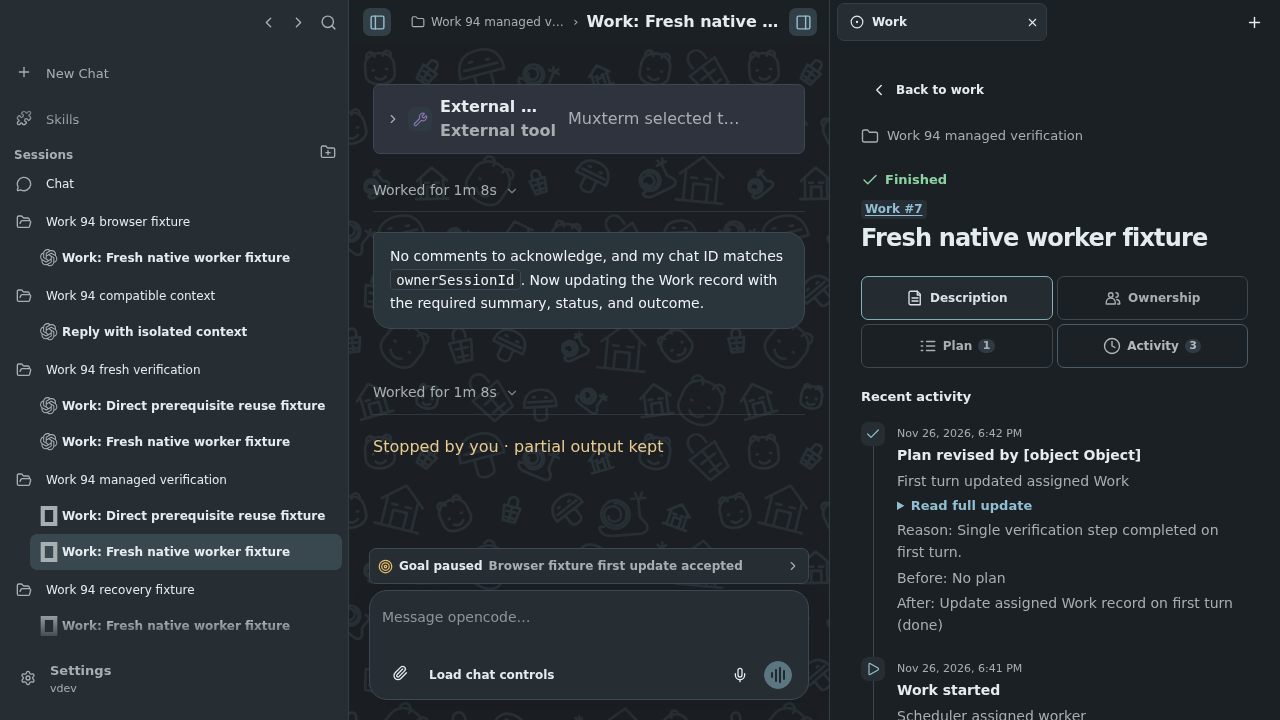 New Chat
Skills
Sessions
Chat
Work 94 browser fixture
Work: Fresh native worker fixture
Work 94 compatible context
Reply with isolated context
Work 94 fresh verification
Work: Direct prerequisite reuse fixture
Work: Fresh native worker fixture
Work 94 managed verification
Work: Direct prerequisite reuse fixture
Work: Fresh native worker fixture
Work 94 recovery fixture
Work: Fresh native worker fixture
Settings
vdev
Work 94 managed v… › Work: Fresh native …
External …
External tool
Muxterm selected t…
Worked for 1m 8s
No comments to acknowledge, and my chat ID matches
ownerSessionId. Now updating the Work record with
the required summary, status, and outcome.
Worked for 1m 8s
Stopped by you · partial output kept
Goal paused Browser fixture first update accepted
Message opencode…
Load chat controls
Work
Back to work
Work 94 managed verification
Finished
Work #7
Fresh native worker fixture
Description
Ownership
Plan 1
Activity 3
Recent activity
Nov 26, 2026, 6:42 PM
Plan revised by [object Object]
First turn updated assigned Work
Read full update
Reason: Single verification step completed on
first turn.
Before: No plan
After: Update assigned Work record on first turn
(done)
Nov 26, 2026, 6:41 PM
Work started
Scheduler assigned worker